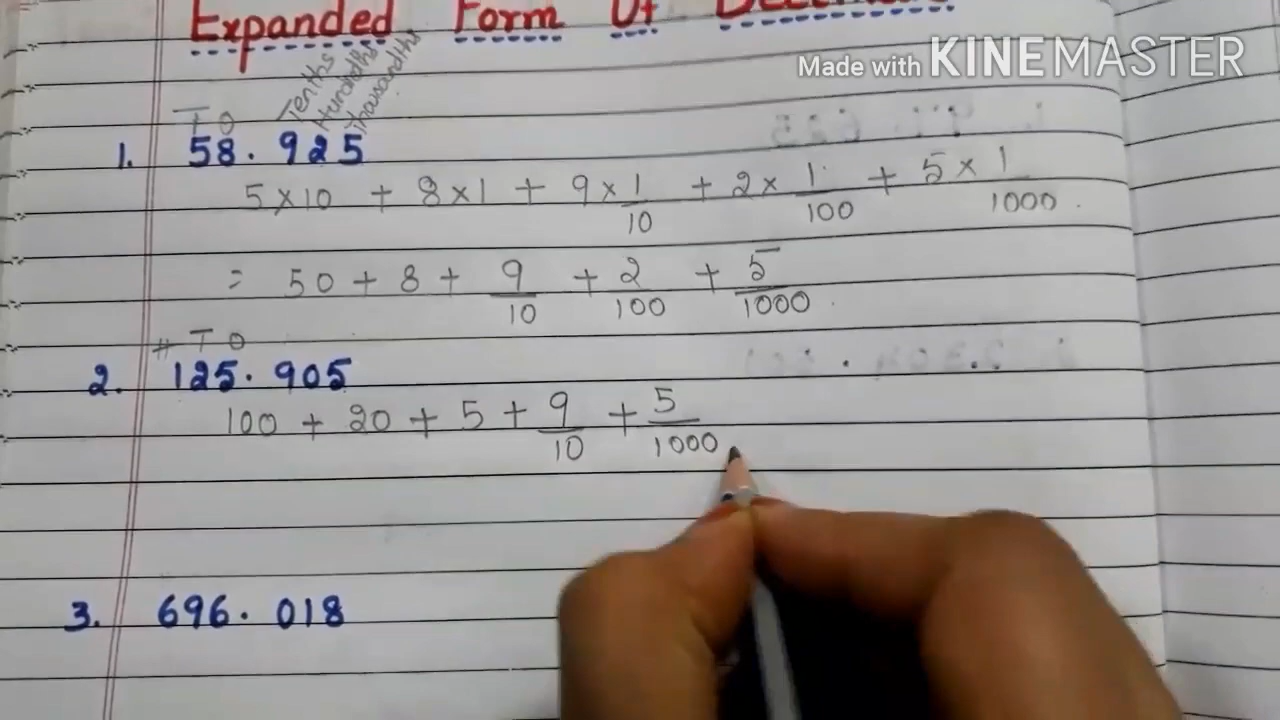 Expanded Form Of Decimals
Made with KINEMASTER
T O Tenths Hundredths Thousandths
1. 58.925
5×10 + 8×1 + 9×1/10 + 2×1/100 + 5×1/1000
= 50 + 8 + 9/10 + 2/100 + 5/1000
H T O
2. 125.905
100 + 20 + 5 + 9/10 + 5/1000
3. 696.018